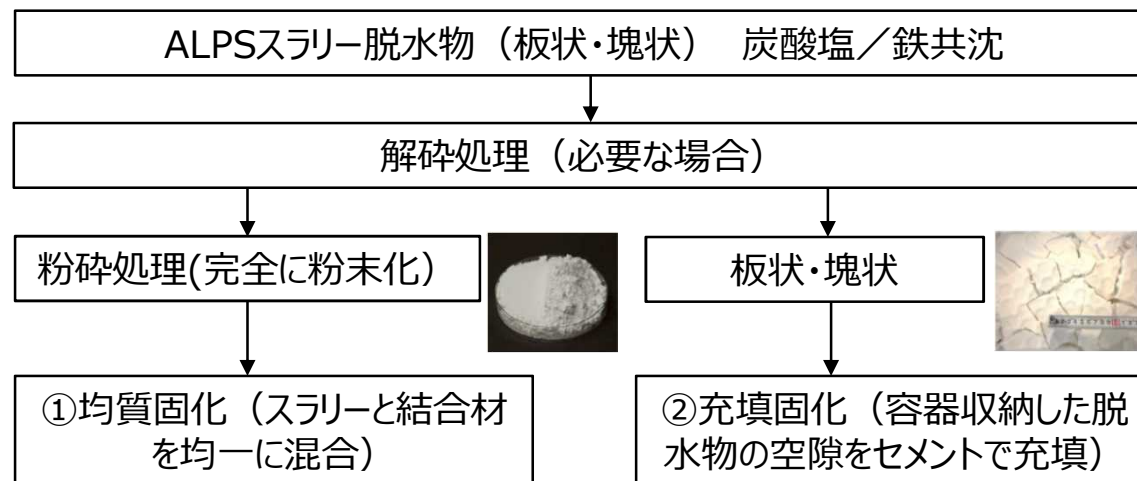 ALPSスラリー脱水物（板状・塊状）　炭酸塩／鉄共沈
解砕処理（必要な場合）
粉砕処理(完全に粉末化）
板状・塊状
①均質固化（スラリーと結合材
を均一に混合）
②充填固化（容器収納した脱
水物の空隙をセメントで充填）